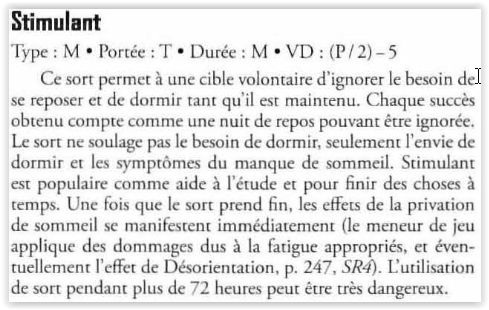 Stimulant
Type : M • Portée : T • Durée : M • VD : (P / 2) – 5
Ce sort permet à une cible volontaire d'ignorer le besoin de
se reposer et de dormir tant qu'il est maintenu. Chaque succès
obtenu compte comme une nuit de repos pouvant être ignorée.
Le sort ne soulage pas le besoin de dormir, seulement l'envie de
dormir et les symptômes du manque de sommeil. Stimulant
est populaire comme aide à l'étude et pour finir des choses à
temps. Une fois que le sort prend fin, les effets de la privation
de sommeil se manifestent immédiatement (le meneur de jeu
applique des dommages dus à la fatigue appropriés, et éven-
tuellement l'effet de Désorientation, p. 247, SR4). L'utilisation
de sort pendant plus de 72 heures peut être très dangereux.